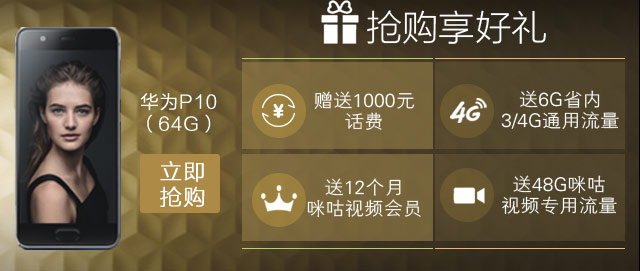 抢购享好礼
华为P10
（64G）
立即
抢购
¥
赠送1000元
话费
4G
送6G省内
3/4G通用流量
送12个月
咪咕视频会员
送48G咪咕
视频专用流量